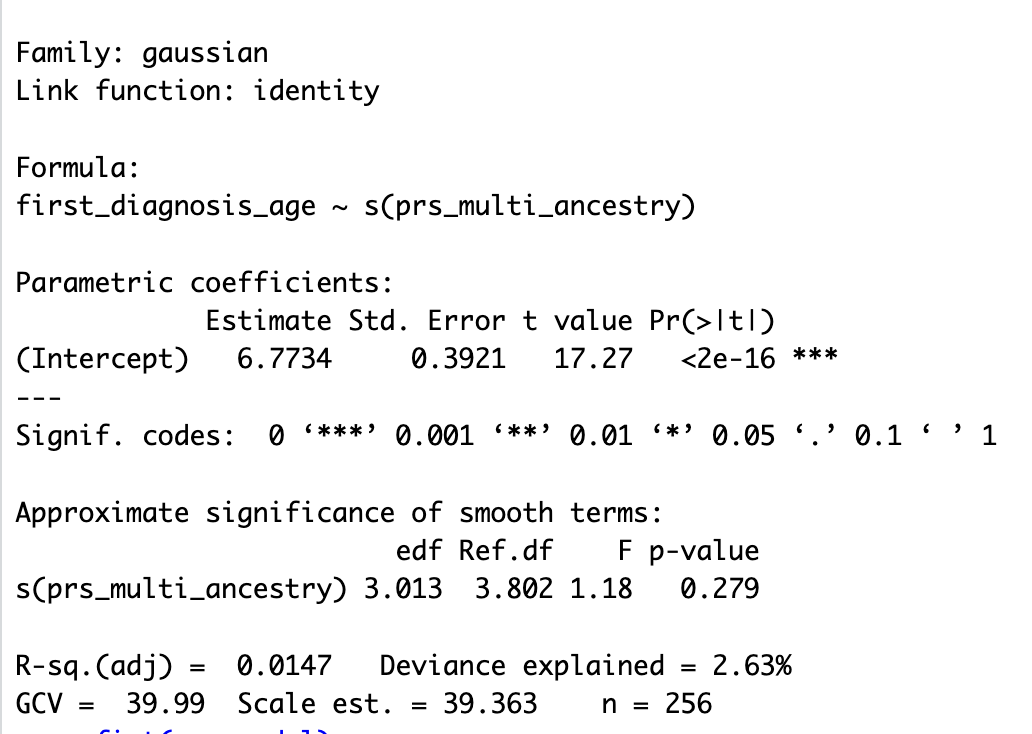 Family: gaussian
Link function: identity
Formula:
first_diagnosis_age ~ s(prs_multi_ancestry)
Parametric coefficients:
Estimate Std. Error t value Pr(>|t|)
(Intercept) 6.7734 0.3921 17.27 <2e-16 ***
---
Signif. codes: 0 ‘***’ 0.001 ‘**’ 0.01 ‘*’ 0.05 ‘.’ 0.1 ‘ ’ 1
Approximate significance of smooth terms:
edf Ref.df F p-value
s(prs_multi_ancestry) 3.013 3.802 1.18 0.279
R-sq.(adj) = 0.0147 Deviance explained = 2.63%
GCV = 39.99 Scale est. = 39.363 n = 256